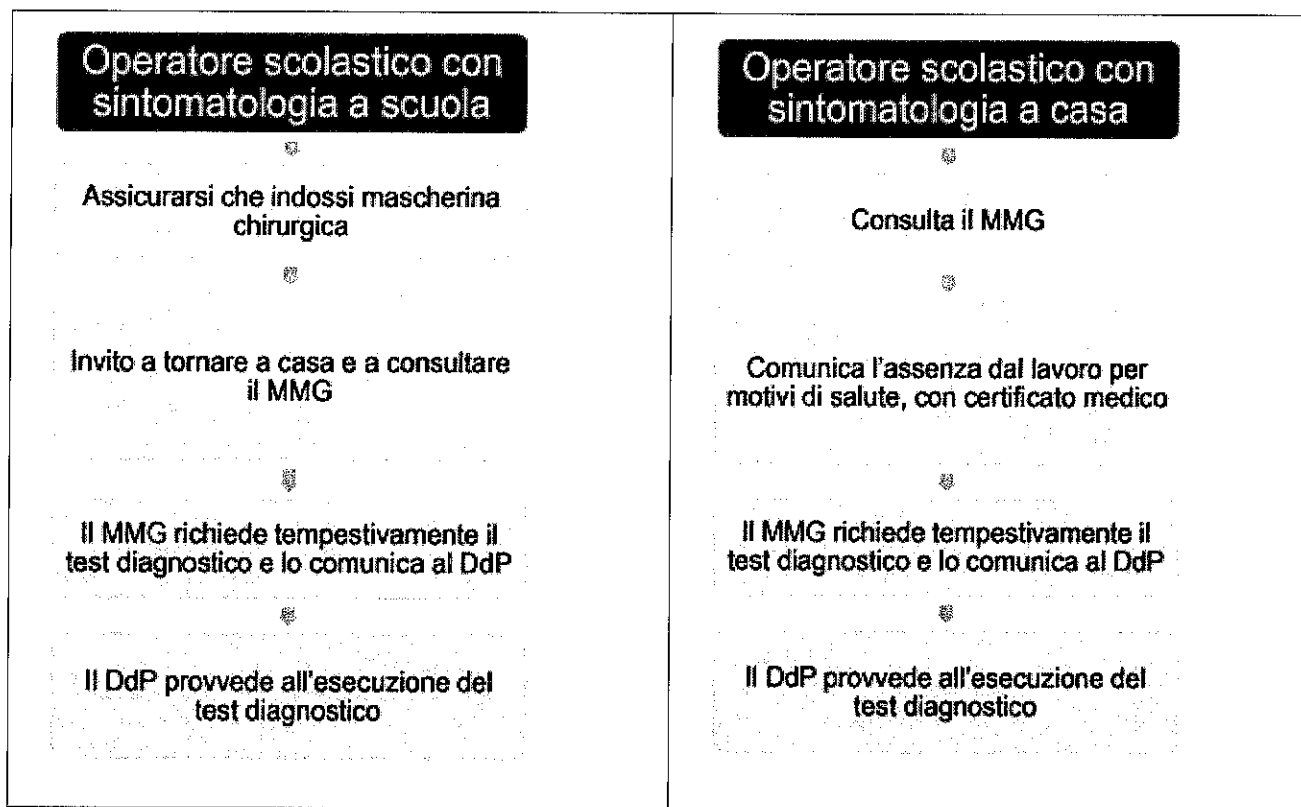 Operatore scolastico con
sintomatologia a scuola
Assicurarsi che indossi mascherina
chirurgica
Invito a tornare a casa e a consultare
il MMG
Il MMG richiede tempestivamente il
test diagnostico e lo comunica al DdP
Il DdP provvede all'esecuzione del
test diagnostico
Operatore scolastico con
sintomatologia a casa
Consulta il MMG
Comunica l'assenza dal lavoro per
motivi di salute, con certificato medico
Il MMG richiede tempestivamente il
test diagnostico e lo comunica al DdP
Il DdP provvede all'esecuzione del
test diagnostico